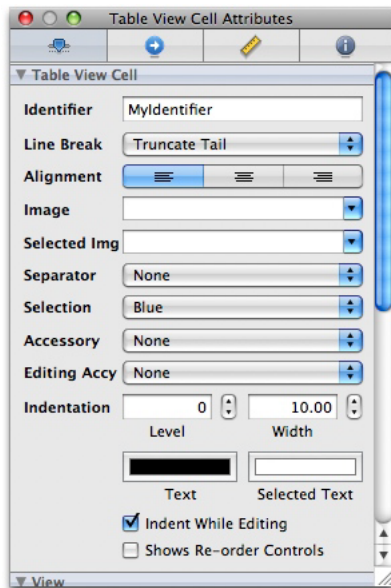 Table View Cell Attributes
Table View Cell
Identifier MyIdentifier
Line Break Truncate Tail
Alignment
Image
Selected Img
Separator None
Selection Blue
Accessory None
Editing Accy None
Indentation 0 10.00
Level Width
Text Selected Text
Indent While Editing
Shows Re-order Controls
View